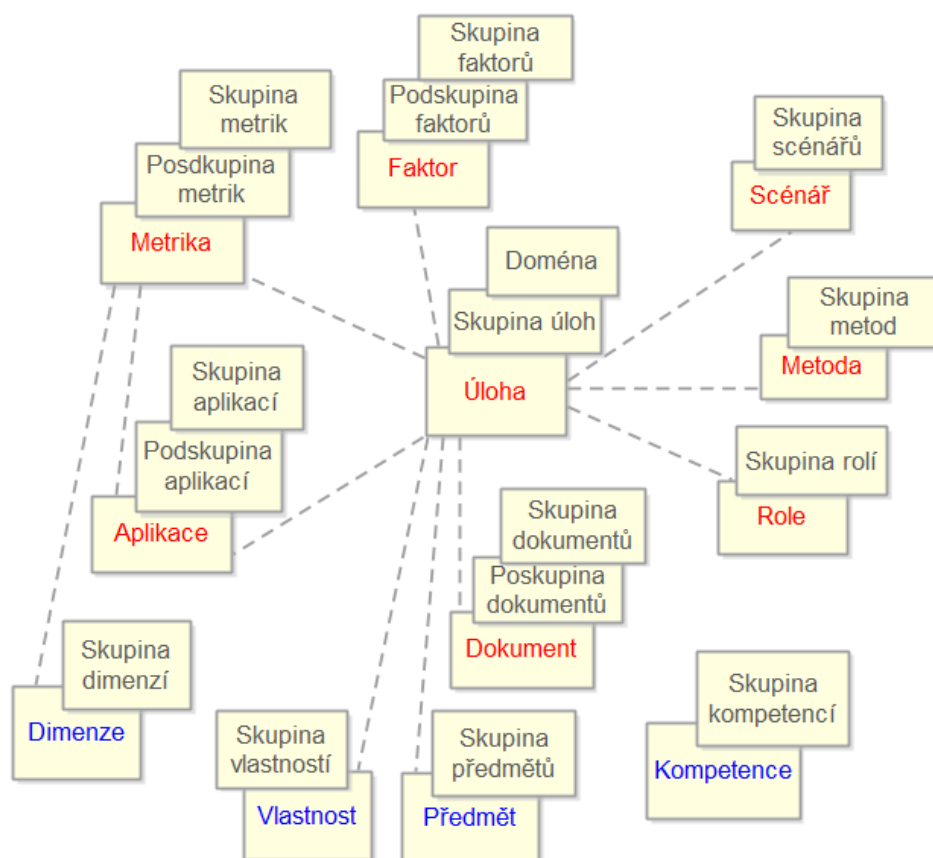 Skupina
faktorů
Podskupina
faktorů
Faktor
Skupina
metrik
Posdkupina
metrik
Metrika
Skupina
scénářů
Scénář
Doména
Skupina úloh
Úloha
Skupina
metod
Metoda
Skupina
aplikací
Podskupina
aplikací
Aplikace
Skupina rolí
Role
Skupina
dokumentů
Poskupina
dokumentů
Dokument
Skupina
dimenzí
Dimenze
Skupina
vlastností
Vlastnost
Skupina
předmětů
Předmět
Skupina
kompetencí
Kompetence